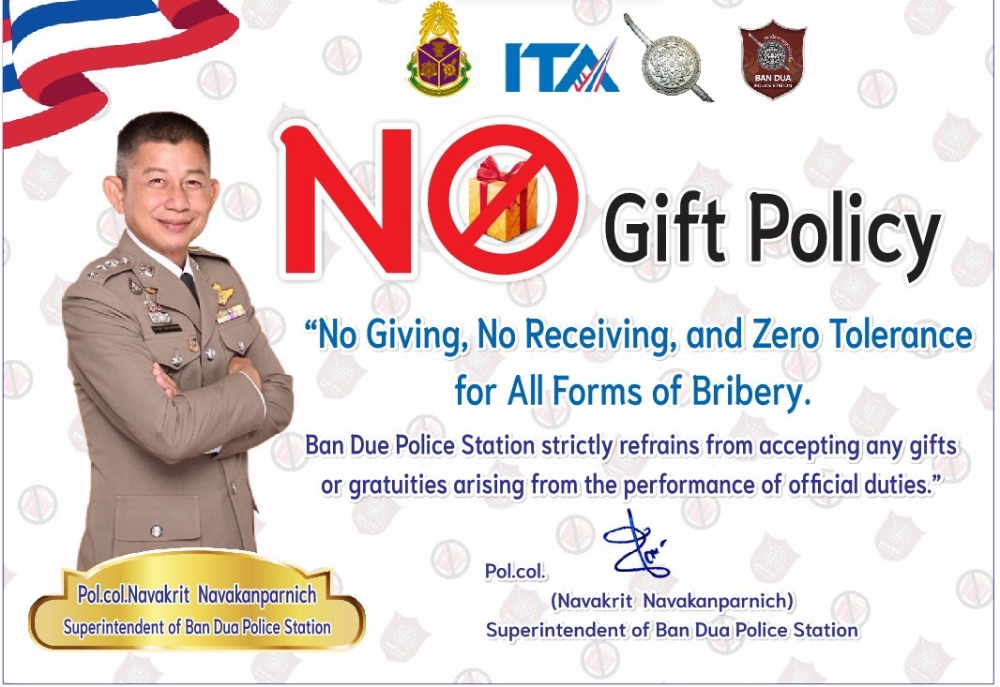 ITA
BAN DUA
POLICE STATION
NO Gift Policy
“No Giving, No Receiving, and Zero Tolerance
for All Forms of Bribery.
Ban Due Police Station strictly refrains from accepting any gifts
or gratuities arising from the performance of official duties.”
Pol.col.
(Navakrit Navakanparnich)
Superintendent of Ban Dua Police Station
Pol.col.Navakrit Navakanparnich
Superintendent of Ban Dua Police Station